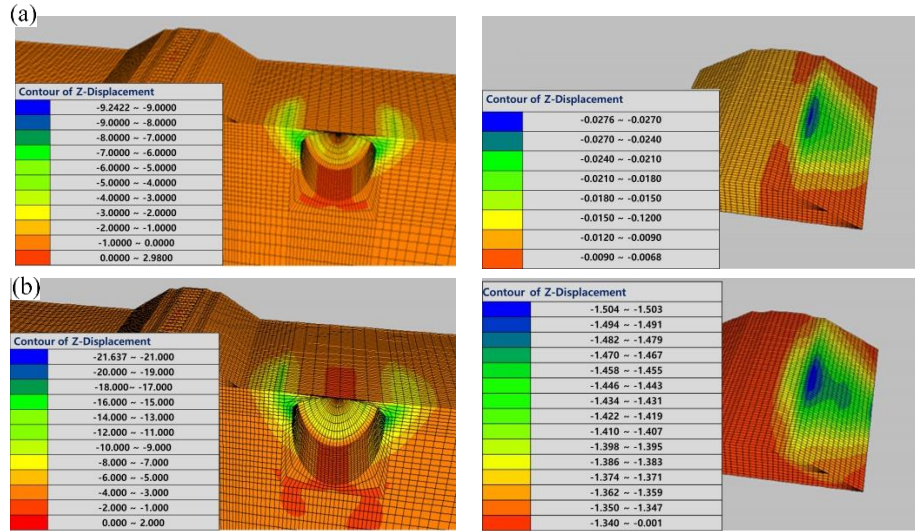 (a)
Contour of Z-Displacement
-9.2422 ~ -9.0000
-9.0000 ~ -8.0000
-8.0000 ~ -7.0000
-7.0000 ~ -6.0000
-6.0000 ~ -5.0000
-5.0000 ~ -4.0000
-4.0000 ~ -3.0000
-3.0000 ~ -2.0000
-2.0000 ~ -1.0000
-1.0000 ~ 0.0000
0.0000 ~ 2.9800
Contour of Z-Displacement
-0.0276 ~ -0.0270
-0.0270 ~ -0.0240
-0.0240 ~ -0.0210
-0.0210 ~ -0.0180
-0.0180 ~ -0.0150
-0.0150 ~ -0.1200
-0.0120 ~ -0.0090
-0.0090 ~ -0.0068
(b)
Contour of Z-Displacement
-21.637 ~ -21.000
-20.000 ~ -19.000
-18.000~ -17.000
-16.000 ~ -15.000
-14.000 ~ -13.000
-12.000 ~ -11.000
-10.000 ~ -9.000
-8.000 ~ -7.000
-6.000 ~ -5.000
-4.000 ~ -3.000
-2.000 ~ -1.000
0.000 ~ 2.000
Contour of Z-Displacement
-1.504 ~ -1.503
-1.494 ~ -1.491
-1.482 ~ -1.479
-1.470 ~ -1.467
-1.458 ~ -1.455
-1.446 ~ -1.443
-1.434 ~ -1.431
-1.422 ~ -1.419
-1.410 ~ -1.407
-1.398 ~ -1.395
-1.386 ~ -1.383
-1.374 ~ -1.371
-1.362 ~ -1.359
-1.350 ~ -1.347
-1.340 ~ -0.001